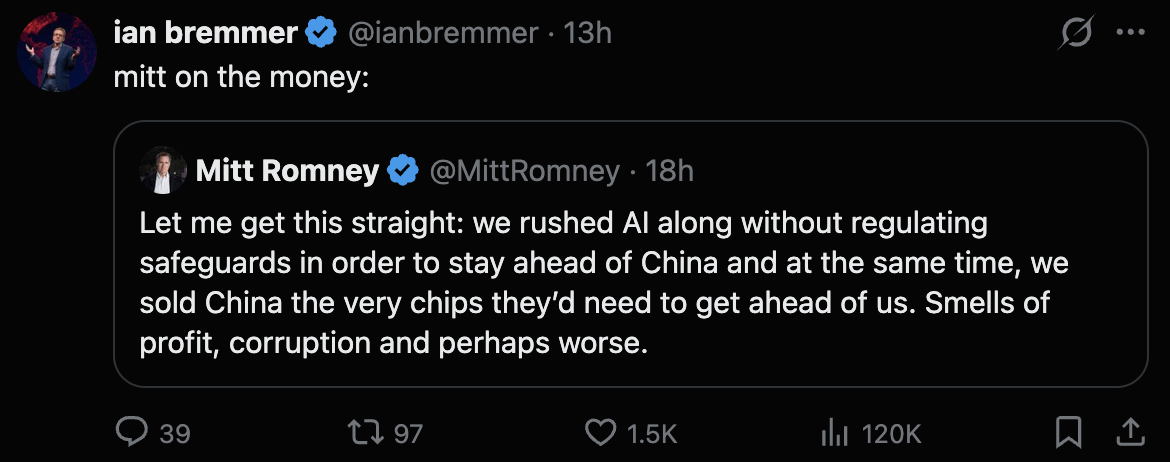 ian bremmer @ianbremmer · 13h
mitt on the money:
Mitt Romney @MittRomney · 18h
Let me get this straight: we rushed AI along without regulating
safeguards in order to stay ahead of China and at the same time, we
sold China the very chips they’d need to get ahead of us. Smells of
profit, corruption and perhaps worse.
39 97 1.5K 120K